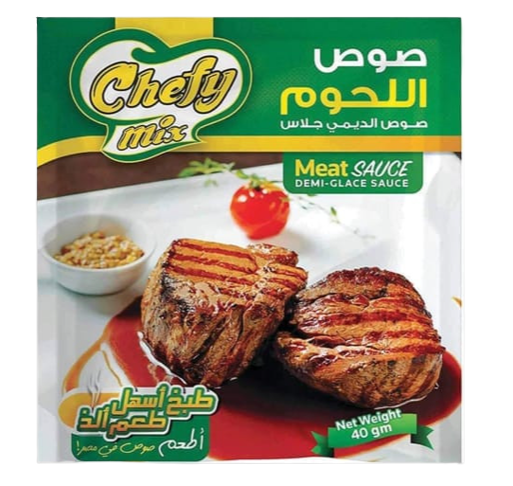 Chefy
mix
صوص
اللحوم
صوص الديمي جلاس
Meat SAUCE
DEMI-GLACE SAUCE
طبخ أسهل
طعم ألذ
أطعم صوص في مصر!
Net Weight
40 gm